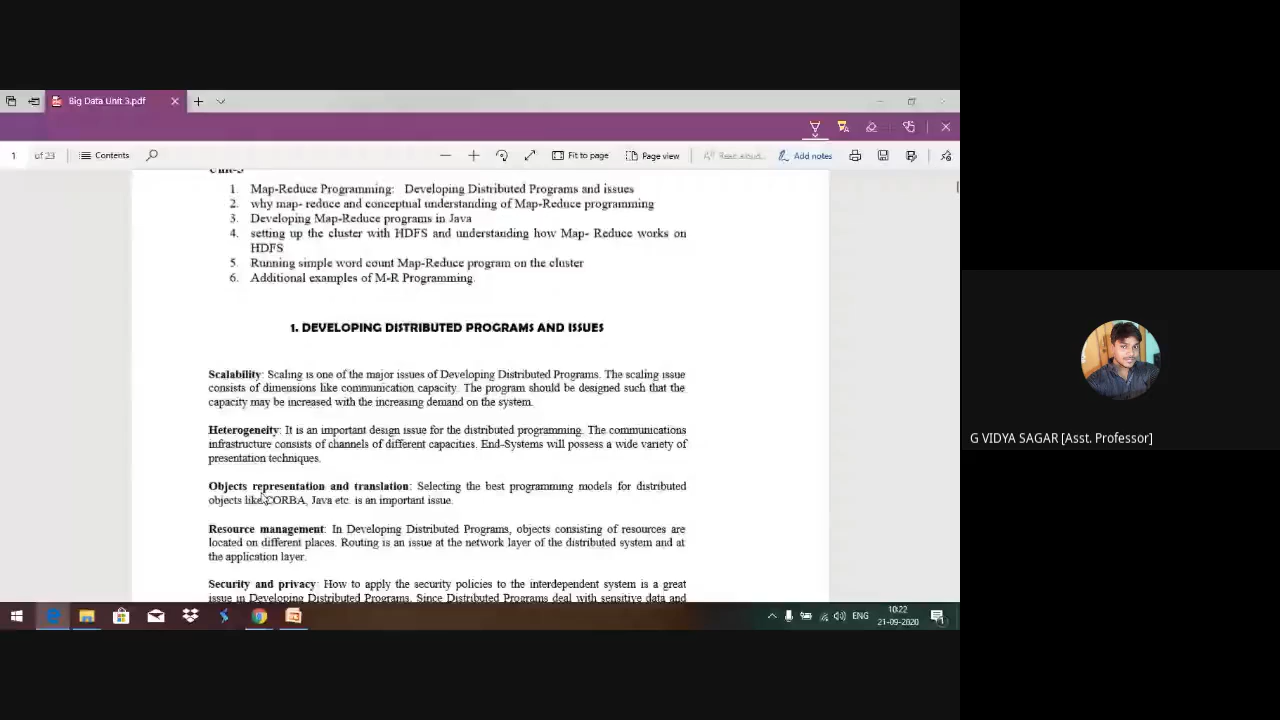 Big Data Unit 3.pdf
1 of 23 Contents Fit to page Page view Add notes
Unit-3
1. Map-Reduce Programming: Developing Distributed Programs and issues
2. why map- reduce and conceptual understanding of Map-Reduce programming
3. Developing Map-Reduce programs in Java
4. setting up the cluster with HDFS and understanding how Map- Reduce works on
HDFS
5. Running simple word count Map-Reduce program on the cluster
6. Additional examples of M-R Programming.
1. DEVELOPING DISTRIBUTED PROGRAMS AND ISSUES
Scalability: Scaling is one of the major issues of Developing Distributed Programs. The scaling issue
consists of dimensions like communication capacity. The program should be designed such that the
capacity may be increased with the increasing demand on the system.
Heterogeneity: It is an important design issue for the distributed programming. The communications
infrastructure consists of channels of different capacities. End-Systems will possess a wide variety of
presentation techniques.
Objects representation and translation: Selecting the best programming models for distributed
objects like CORBA, Java etc. is an important issue.
Resource management: In Developing Distributed Programs, objects consisting of resources are
located on different places. Routing is an issue at the network layer of the distributed system and at
the application layer.
Security and privacy: How to apply the security policies to the interdependent system is a great
issue in Developing Distributed Programs. Since Distributed Programs deal with sensitive data and
G VIDYA SAGAR [Asst. Professor]
ENG
10:22
21-09-2020